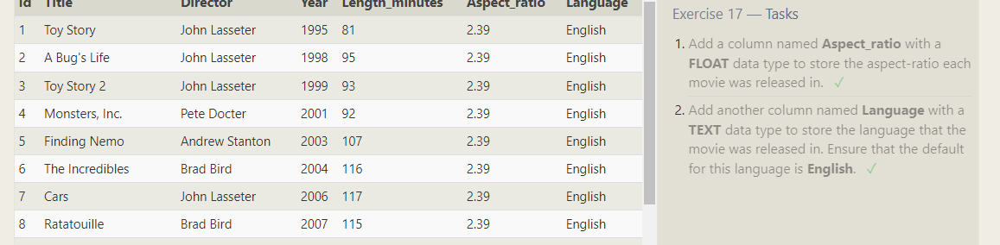 Id Title Director Year Length_minutes Aspect_ratio Language
1 Toy Story John Lasseter 1995 81 2.39 English
2 A Bug's Life John Lasseter 1998 95 2.39 English
3 Toy Story 2 John Lasseter 1999 93 2.39 English
4 Monsters, Inc. Pete Docter 2001 92 2.39 English
5 Finding Nemo Andrew Stanton 2003 107 2.39 English
6 The Incredibles Brad Bird 2004 116 2.39 English
7 Cars John Lasseter 2006 117 2.39 English
8 Ratatouille Brad Bird 2007 115 2.39 English
Exercise 17 — Tasks
1. Add a column named Aspect_ratio with a
FLOAT data type to store the aspect-ratio each
movie was released in. ✓
2. Add another column named Language with a
TEXT data type to store the language that the
movie was released in. Ensure that the default
for this language is English. ✓